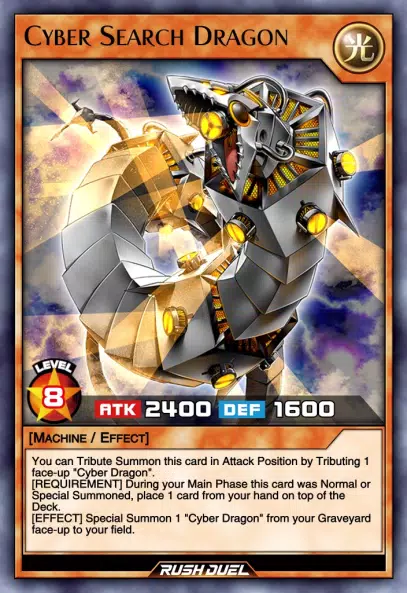 CYBER SEARCH DRAGON
光
LEVEL
8
ATK 2400 DEF 1600
[MACHINE / EFFECT]
You can Tribute Summon this card in Attack Position by Tributing 1
face-up "Cyber Dragon".
[REQUIREMENT] During your Main Phase this card was Normal or
Special Summoned, place 1 card from your hand on top of the
Deck.
[EFFECT] Special Summon 1 "Cyber Dragon" from your Graveyard
face-up to your field.
RUSH DUEL